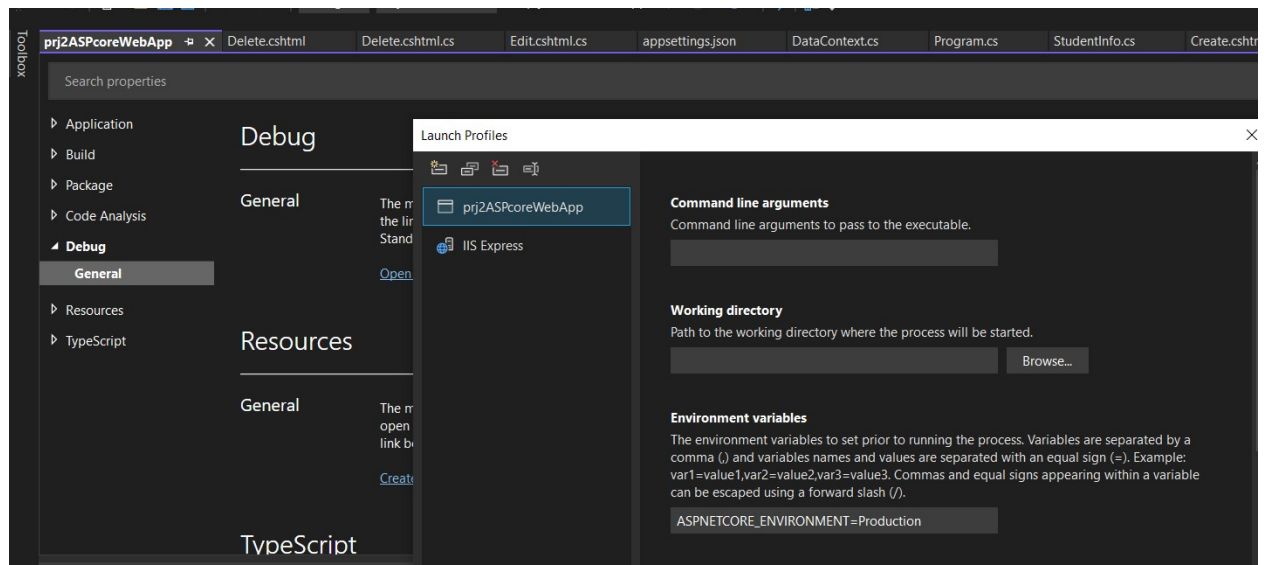 Toolbox
prj2ASPcoreWebApp
Delete.cshtml
Delete.cshtml.cs
Edit.cshtml.cs
appsettings.json
DataContext.cs
Program.cs
StudentInfo.cs
Create.cshtm
Search properties
Application
Build
Package
Code Analysis
Debug
General
Resources
TypeScript
Debug
General
The m
the lin
Stand
Open
Resources
General
The m
open
link be
Create
TypeScript
Launch Profiles
prj2ASPcoreWebApp
IIS Express
Command line arguments
Command line arguments to pass to the executable.
Working directory
Path to the working directory where the process will be started.
Browse...
Environment variables
The environment variables to set prior to running the process. Variables are separated by a
comma (,) and variables names and values are separated with an equal sign (=). Example:
var1=value1,var2=value2,var3=value3. Commas and equal signs appearing within a variable
can be escaped using a forward slash (/).
ASPNETCORE_ENVIRONMENT=Production